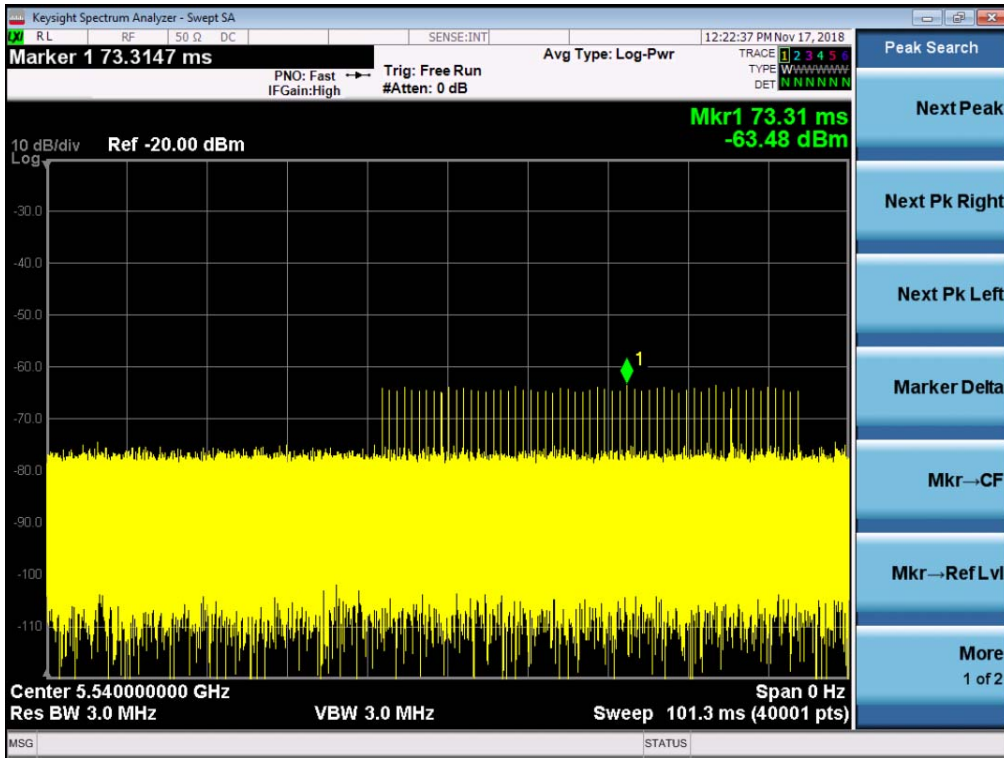 Keysight Spectrum Analyzer - Swept SA
LXI RL RF 50 Ω DC SENSE:INT 12:22:37 PM Nov 17, 2018
Marker 1 73.3147 ms
PNO: Fast
IFGain:High
Trig: Free Run
#Atten: 0 dB
Avg Type: Log-Pwr
TRACE 1 2 3 4 5 6
TYPE WWWWWW
DET N N N N N N
Mkr1 73.31 ms
-63.48 dBm
10 dB/div Ref -20.00 dBm
Log
-30.0
-40.0
-50.0
-60.0
1
-70.0
-80.0
-90.0
-100
-110
Center 5.540000000 GHz Span 0 Hz
Res BW 3.0 MHz VBW 3.0 MHz Sweep 101.3 ms (40001 pts)
MSG STATUS
Peak Search
Next Peak
Next Pk Right
Next Pk Left
Marker Delta
Mkr→CF
Mkr→Ref Lvl
More
1 of 2